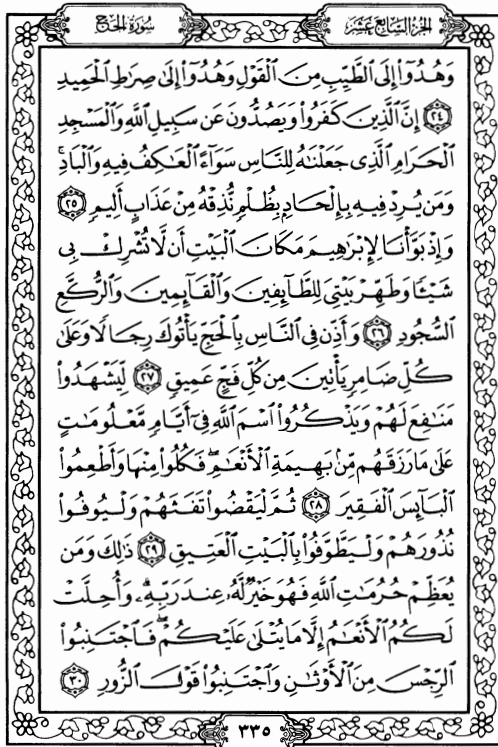 الجزء السابع عشر
سورة الحج
وَهُدُوٓا۟ إِلَى ٱلطَّيِّبِ مِنَ ٱلْقَوْلِ وَهُدُوٓا۟ إِلَىٰ صِرَٰطِ ٱلْحَمِيدِ
٢٤ إِنَّ ٱلَّذِينَ كَفَرُوا۟ وَيَصُدُّونَ عَن سَبِيلِ ٱللَّهِ وَٱلْمَسْجِدِ
ٱلْحَرَامِ ٱلَّذِى جَعَلْنَٰهُ لِلنَّاسِ سَوَآءً ٱلْعَٰكِفُ فِيهِ وَٱلْبَادِ ۚ
وَمَن يُرِدْ فِيهِ بِإِلْحَادٍۭ بِظُلْمٍ نُّذِقْهُ مِنْ عَذَابٍ أَلِيمٍ ٢٥
وَإِذْ بَوَّأْنَا لِإِبْرَٰهِيمَ مَكَانَ ٱلْبَيْتِ أَن لَّا تُشْرِكْ بِى
شَيْـًٔا وَطَهِّرْ بَيْتِىَ لِلطَّآئِفِينَ وَٱلْقَآئِمِينَ وَٱلرُّكَّعِ
ٱلسُّجُودِ ٢٦ وَأَذِّن فِى ٱلنَّاسِ بِٱلْحَجِّ يَأْتُوكَ رِجَالًا وَعَلَىٰ
كُلِّ ضَامِرٍ يَأْتِينَ مِن كُلِّ فَجٍّ عَمِيقٍ ٢٧ لِّيَشْهَدُوا۟
مَنَٰفِعَ لَهُمْ وَيَذْكُرُوا۟ ٱسْمَ ٱللَّهِ فِىٓ أَيَّامٍ مَّعْلُومَٰتٍ
عَلَىٰ مَا رَزَقَهُم مِّنۢ بَهِيمَةِ ٱلْأَنْعَٰمِ ۖ فَكُلُوا۟ مِنْهَا وَأَطْعِمُوا۟
ٱلْبَآئِسَ ٱلْفَقِيرَ ٢٨ ثُمَّ لْيَقْضُوا۟ تَفَثَهُمْ وَلْيُوفُوا۟
نُذُورَهُمْ وَلْيَطَّوَّفُوا۟ بِٱلْبَيْتِ ٱلْعَتِيقِ ٢٩ ذَٰلِكَ وَمَن
يُعَظِّمْ حُرُمَٰتِ ٱللَّهِ فَهُوَ خَيْرٌ لَّهُۥ عِندَ رَبِّهِۦ ۗ وَأُحِلَّتْ
لَكُمُ ٱلْأَنْعَٰمُ إِلَّا مَا يُتْلَىٰ عَلَيْكُمْ ۖ فَٱجْتَنِبُوا۟
ٱلرِّجْسَ مِنَ ٱلْأَوْثَٰنِ وَٱجْتَنِبُوا۟ قَوْلَ ٱلزُّورِ ٣٠
٣٣٥